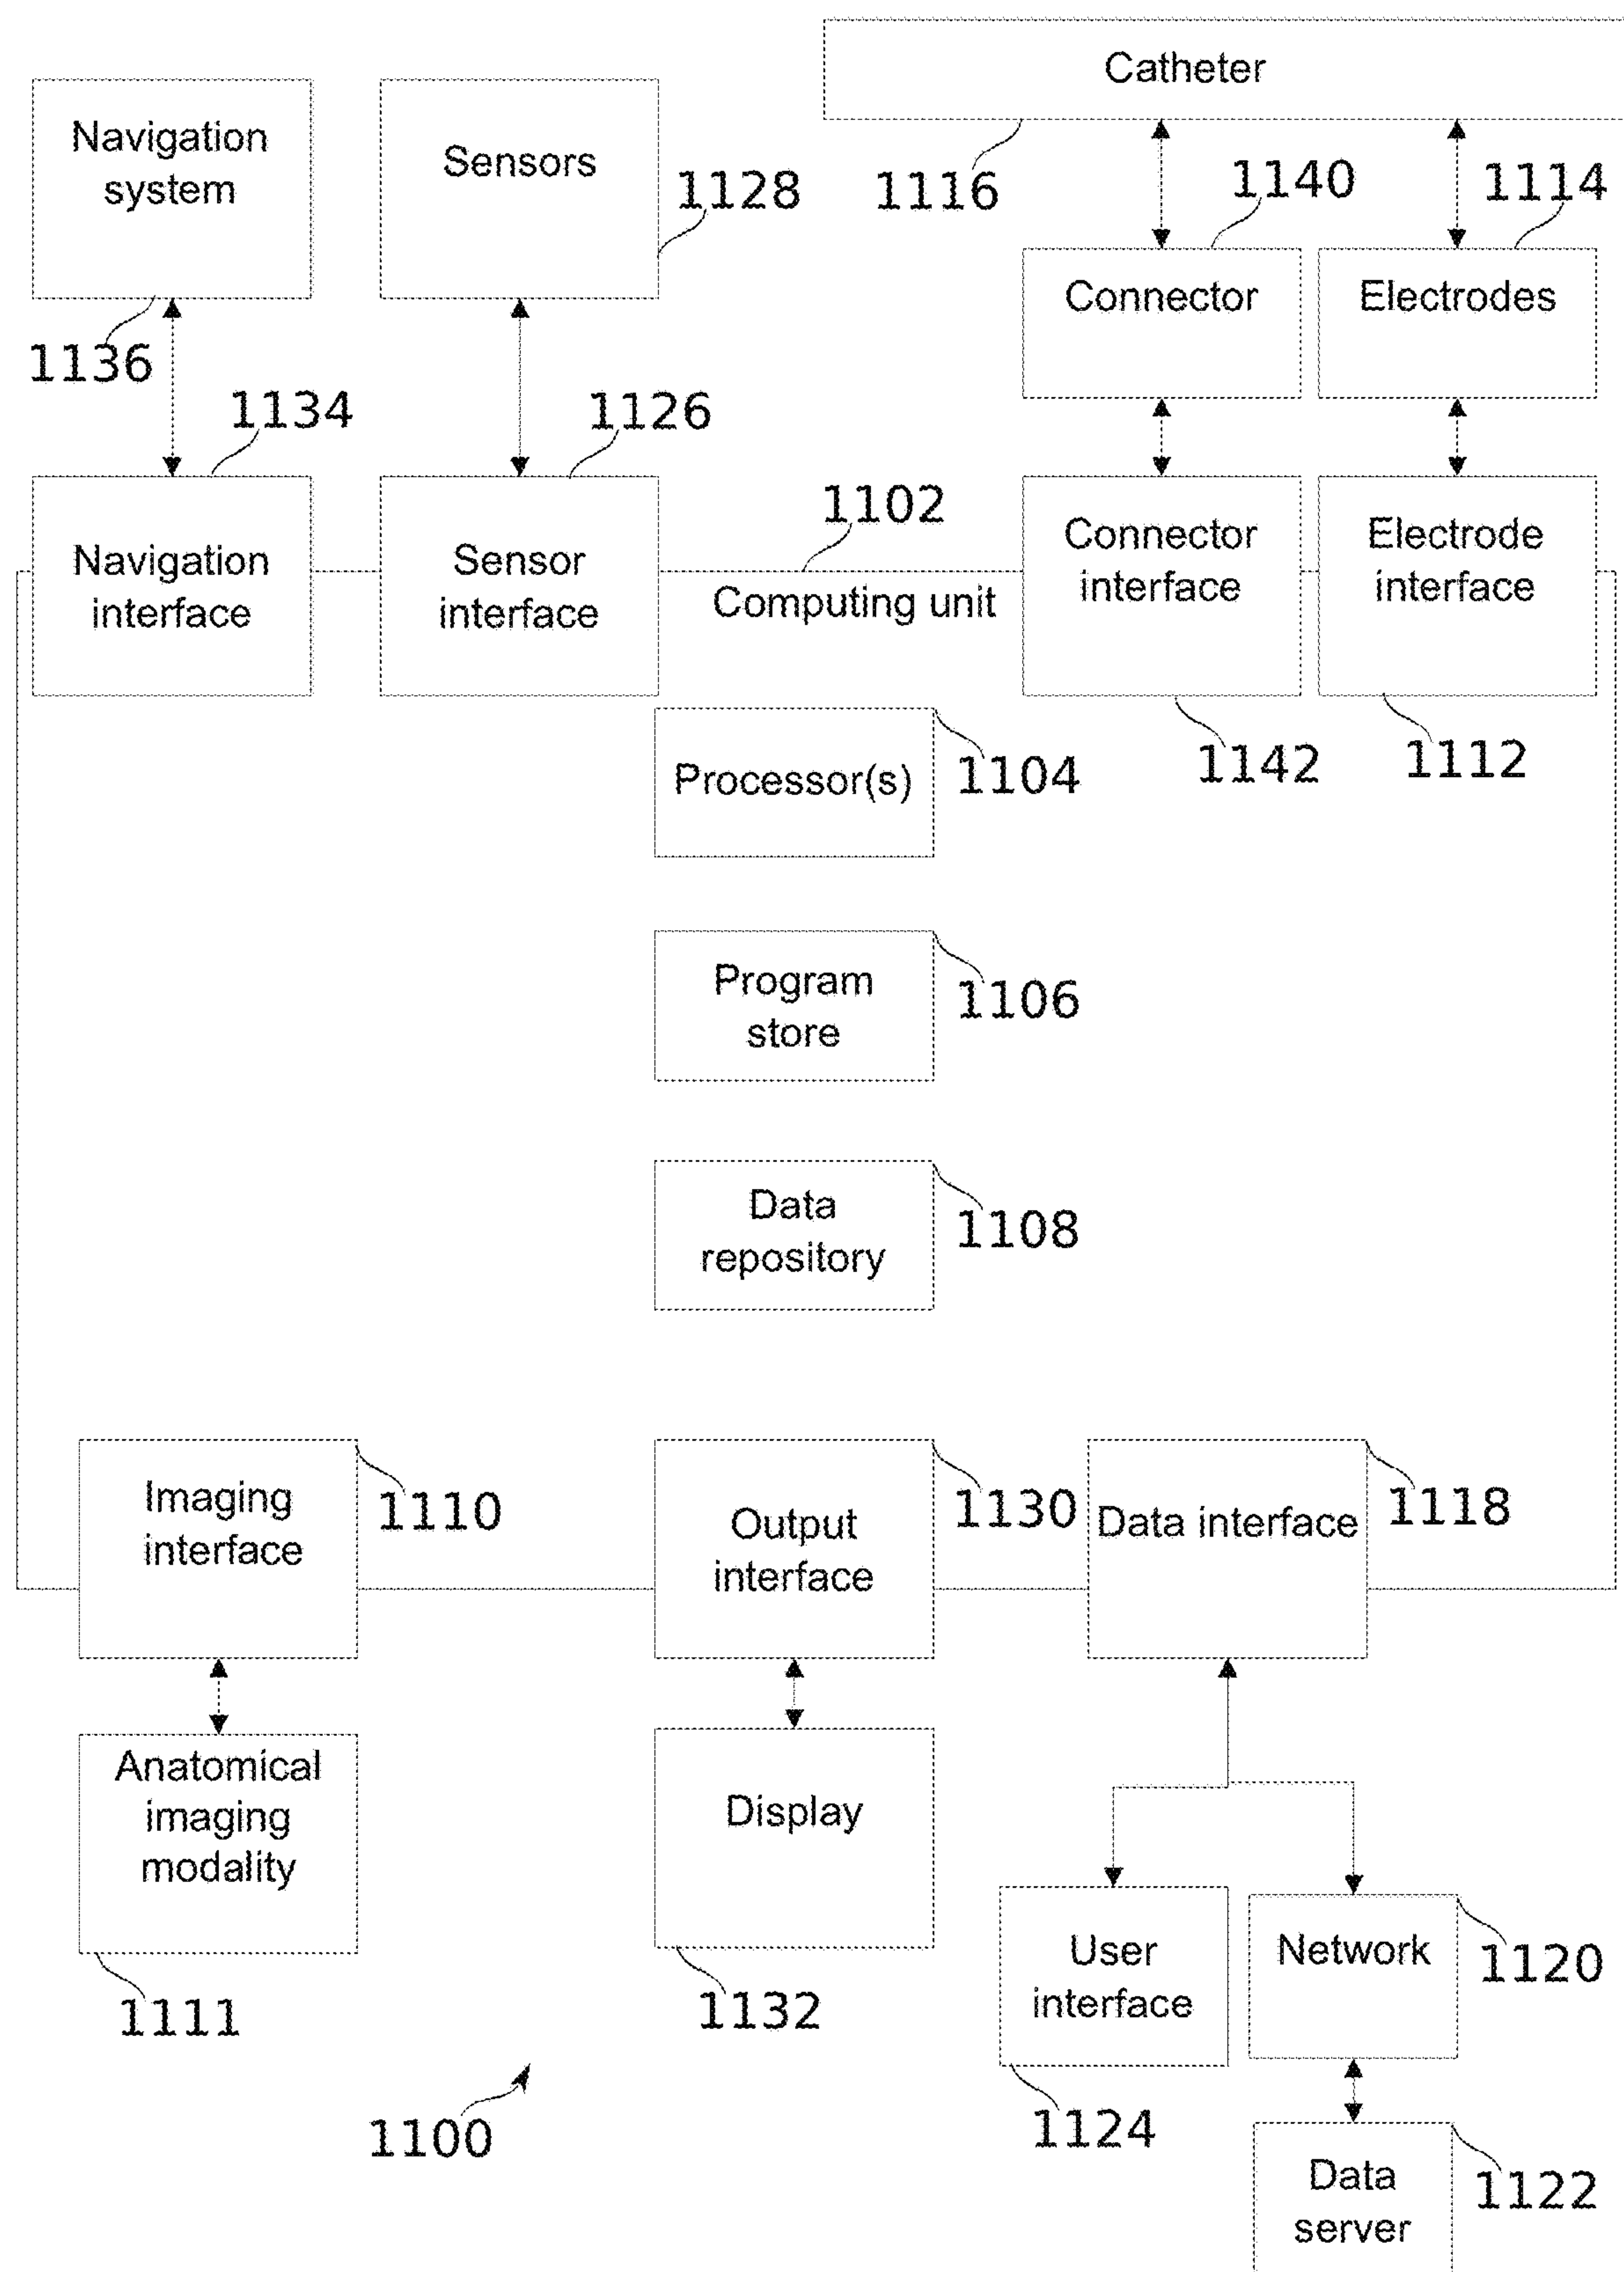 Catheter
Navigation
system
Sensors
1128
1116
1140
1114
Connector
Electrodes
1136
1134
1126
1102
Navigation
interface
Sensor
interface
Computing unit
Connector
interface
Electrode
interface
Processor(s)
1104
1142
1112
Program
store
1106
Data
repository
1108
Imaging
interface
1110
Output
interface
1130
Data interface
1118
Anatomical
imaging
modality
Display
User
interface
Network
1120
1111
1132
1100
1124
Data
server
1122